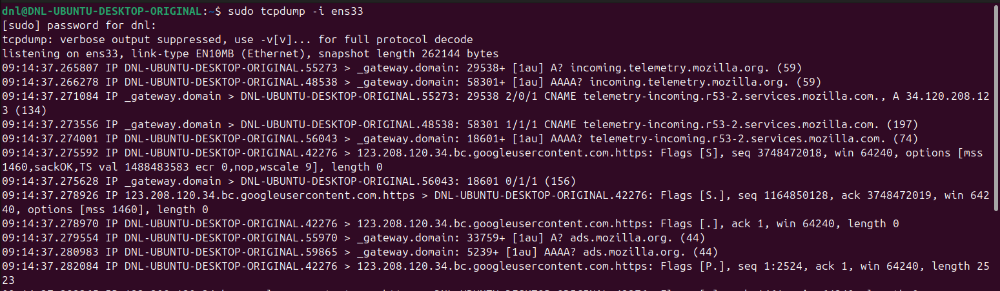 dnl@DNL-UBUNTU-DESKTOP-ORIGINAL:~$ sudo tcpdump -i ens33
[sudo] password for dnl:
tcpdump: verbose output suppressed, use -v[v]... for full protocol decode
listening on ens33, link-type EN10MB (Ethernet), snapshot length 262144 bytes
09:14:37.265807 IP DNL-UBUNTU-DESKTOP-ORIGINAL.55273 > _gateway.domain: 29538+ [1au] A? incoming.telemetry.mozilla.org. (59)
09:14:37.266278 IP DNL-UBUNTU-DESKTOP-ORIGINAL.48538 > _gateway.domain: 58301+ [1au] AAAA? incoming.telemetry.mozilla.org. (59)
09:14:37.271084 IP _gateway.domain > DNL-UBUNTU-DESKTOP-ORIGINAL.55273: 29538 2/0/1 CNAME telemetry-incoming.r53-2.services.mozilla.com., A 34.120.208.12
3 (134)
09:14:37.273556 IP _gateway.domain > DNL-UBUNTU-DESKTOP-ORIGINAL.48538: 58301 1/1/1 CNAME telemetry-incoming.r53-2.services.mozilla.com. (197)
09:14:37.274001 IP DNL-UBUNTU-DESKTOP-ORIGINAL.56043 > _gateway.domain: 18601+ [1au] AAAA? telemetry-incoming.r53-2.services.mozilla.com. (74)
09:14:37.275592 IP DNL-UBUNTU-DESKTOP-ORIGINAL.42276 > 123.208.120.34.bc.googleusercontent.com.https: Flags [S], seq 3748472018, win 64240, options [mss
1460,sackOK,TS val 1488483583 ecr 0,nop,wscale 9], length 0
09:14:37.275628 IP _gateway.domain > DNL-UBUNTU-DESKTOP-ORIGINAL.56043: 18601 0/1/1 (156)
09:14:37.278926 IP 123.208.120.34.bc.googleusercontent.com.https > DNL-UBUNTU-DESKTOP-ORIGINAL.42276: Flags [S.], seq 1164850128, ack 3748472019, win 642
40, options [mss 1460], length 0
09:14:37.278970 IP DNL-UBUNTU-DESKTOP-ORIGINAL.42276 > 123.208.120.34.bc.googleusercontent.com.https: Flags [.], ack 1, win 64240, length 0
09:14:37.279554 IP DNL-UBUNTU-DESKTOP-ORIGINAL.55970 > _gateway.domain: 33759+ [1au] A? ads.mozilla.org. (44)
09:14:37.280983 IP DNL-UBUNTU-DESKTOP-ORIGINAL.59865 > _gateway.domain: 5239+ [1au] AAAA? ads.mozilla.org. (44)
09:14:37.282084 IP DNL-UBUNTU-DESKTOP-ORIGINAL.42276 > 123.208.120.34.bc.googleusercontent.com.https: Flags [P.], seq 1:2524, ack 1, win 64240, length 25
23